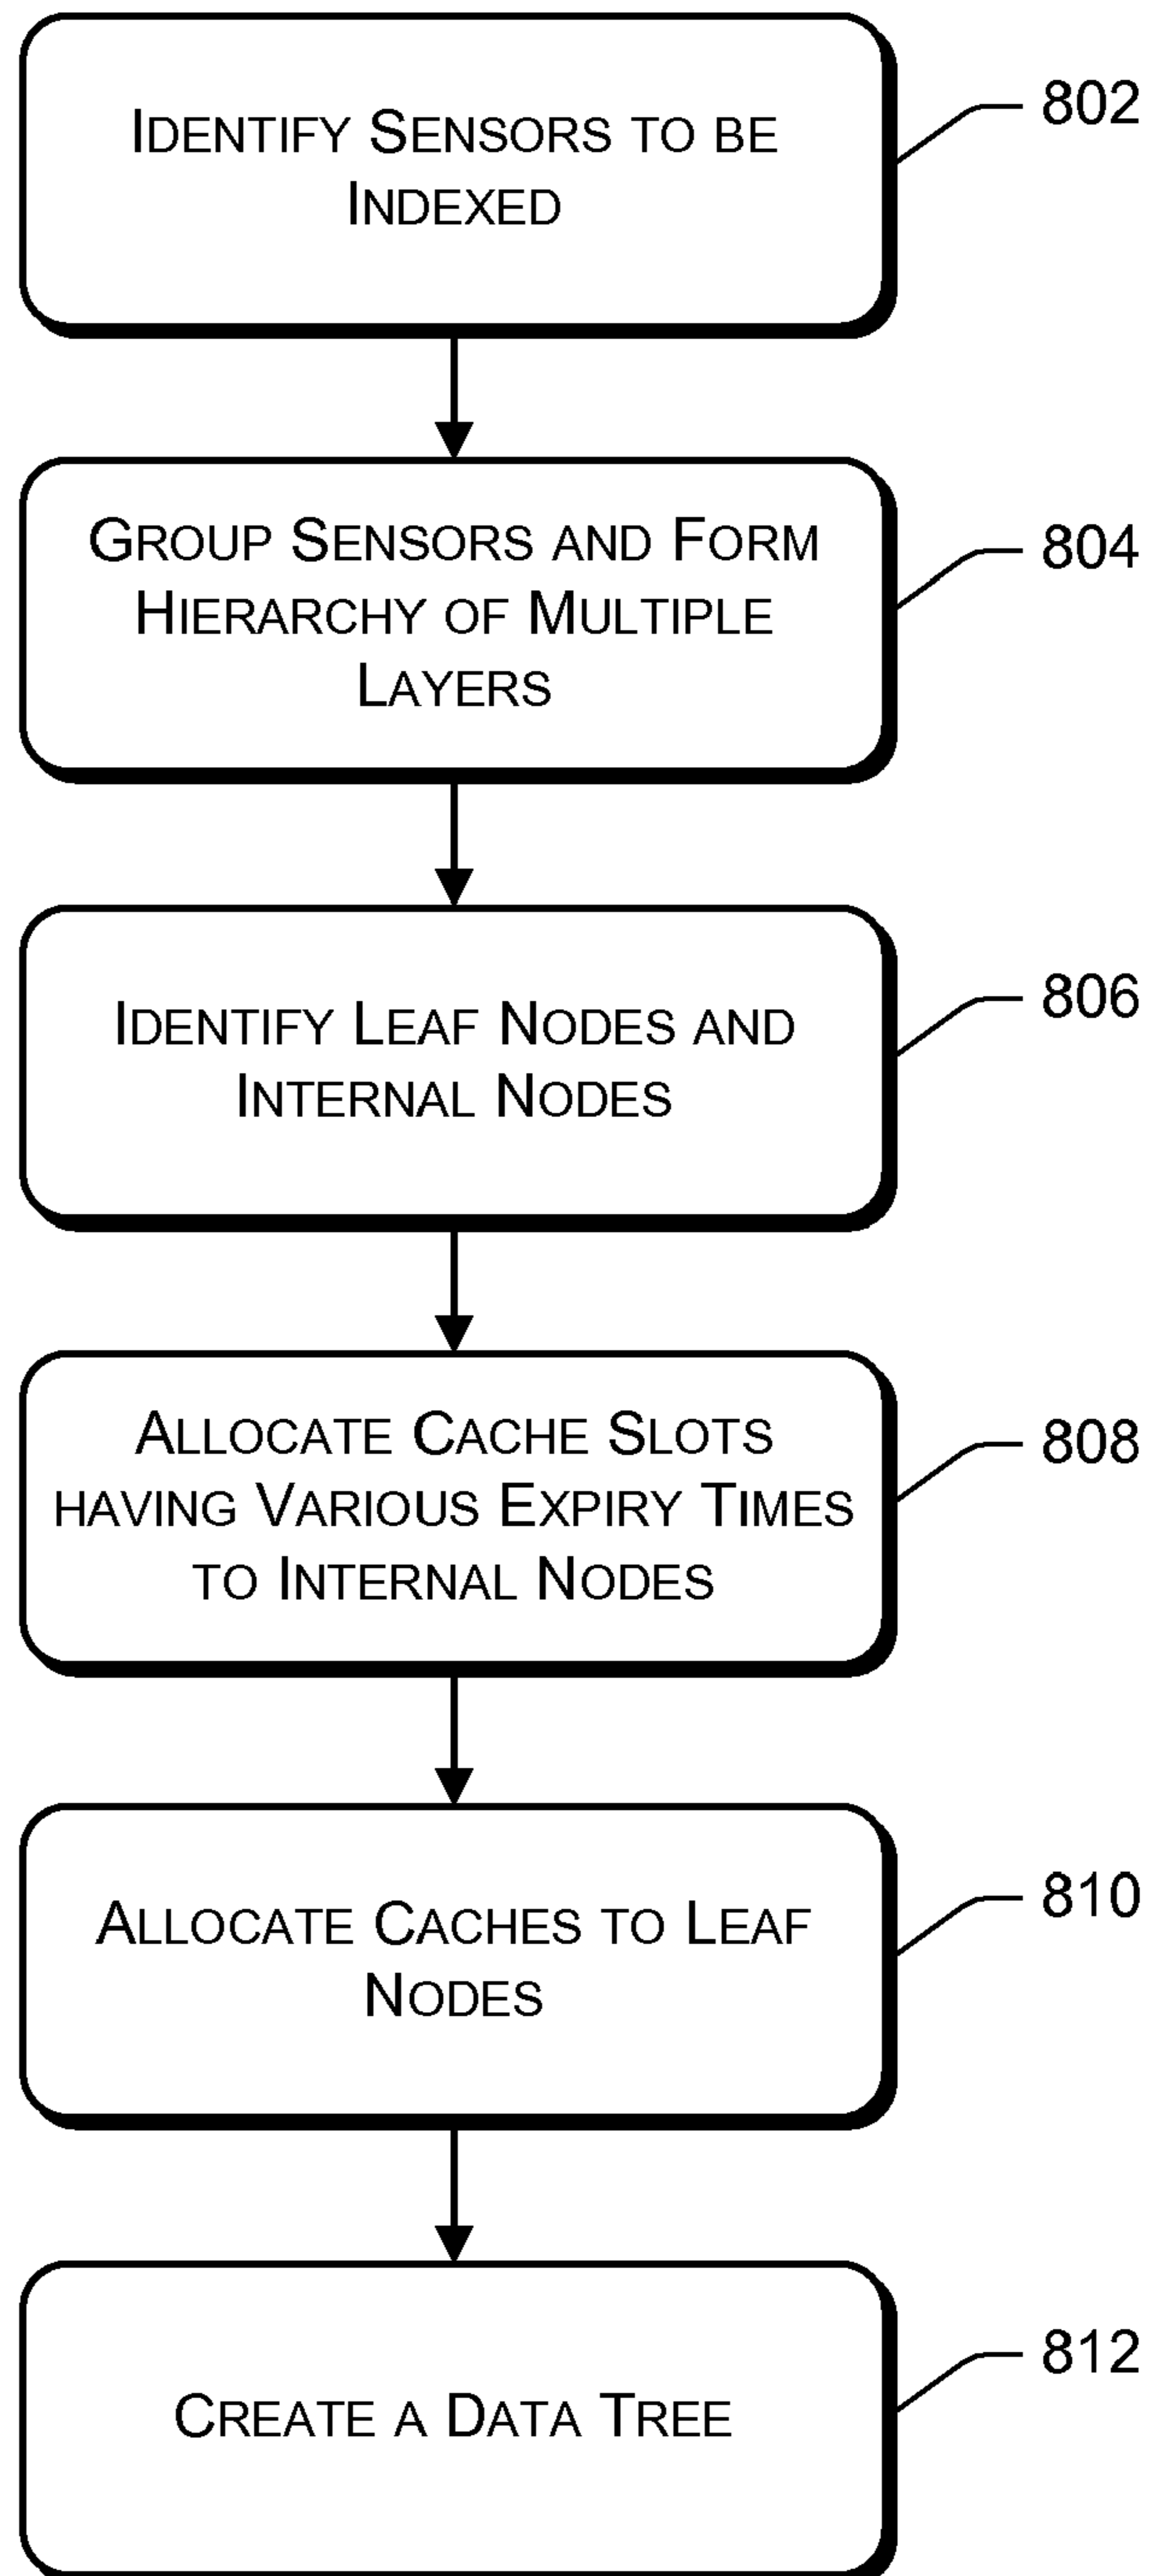 IDENTIFY SENSORS TO BE
INDEXED
802
GROUP SENSORS AND FORM
HIERARCHY OF MULTIPLE
LAYERS
804
IDENTIFY LEAF NODES AND
INTERNAL NODES
806
ALLOCATE CACHE SLOTS
HAVING VARIOUS EXPIRY TIMES
TO INTERNAL NODES
808
ALLOCATE CACHES TO LEAF
NODES
810
CREATE A DATA TREE
812